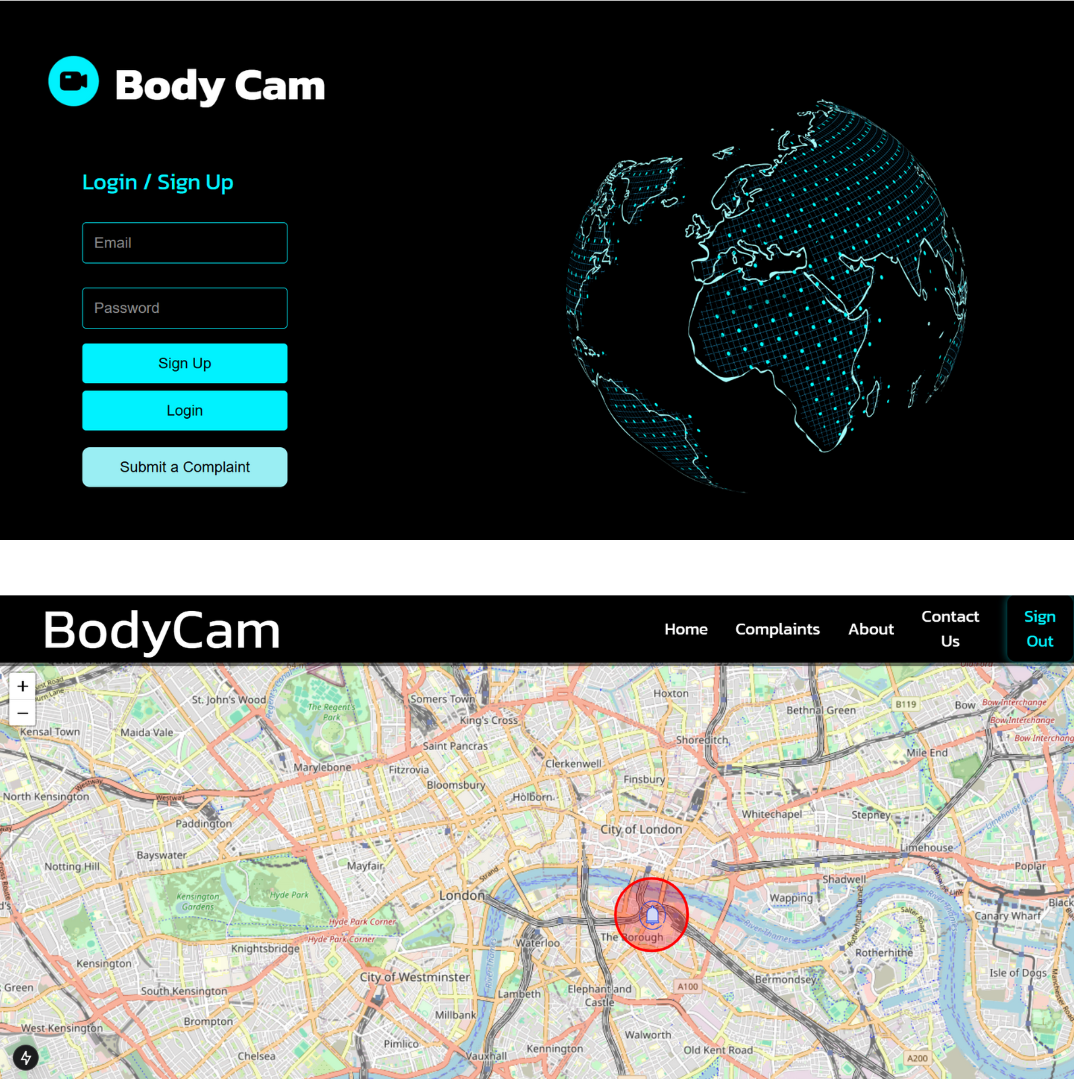 Body Cam
Login / Sign Up
Email
Password
Sign Up
Login
Submit a Complaint
BodyCam
Home
Complaints
About
Contact
Us
Sign
Out
+
−
St. John's Wood
The Regent's
Park
Somers Town
King's Cross
Hoxton
Bethnal Green
B119
Bow
Bow Interchange
Bow Interchange
Kensal Town
Maida Vale
Saint Pancras
Shoreditch
Mile End
Marylebone
Fitzrovia
Bloomsbury
Clerkenwell
Finsbury
Westway
Westway
North Kensington
Holborn
Whitechapel
Stepney
Paddington
City of London
Limehouse
Bayswater
Notting Hill
Mayfair
Strand
Poplar
Kensington
Gardens
Hyde Park
London
Shadwell
Wapping
Hyde Park Corner
Hyde Park Corner
Canary Wharf
Black
Knightsbridge
Waterloo
The Borough
Rotherhithe
Kensington
City of Westminster
Bermondsey
Isle of Dogs
Green
South Kensington
Lambeth
Elephant and
Castle
A100
Millbank
West Kensington
Brompton
Walworth
Pimlico
Chelsea
Vauxhall
Kennington
Old Kent Road
A200